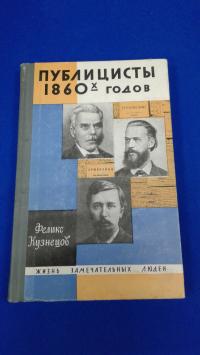 ПУБЛИЦИСТЫ
1860х ГОДОВ
Феликс
Кузнецов
ЖИЗНЬ ЗАМЕЧАТЕЛЬНЫХ ЛЮДЕЙ